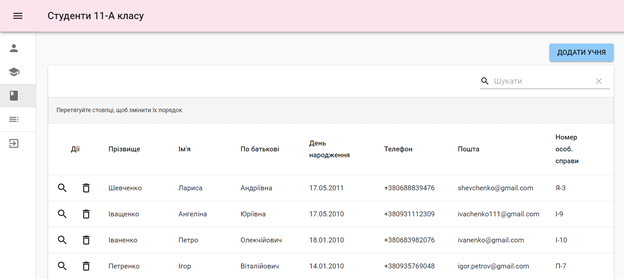 Студенти 11-А класу
ДОДАТИ УЧНЯ
Шукати
Перетягуйте стовпці, щоб змінити їх порядок
Дії Прізвище Ім'я По батькові День народження Телефон Пошта Номер особ. справи
Шевченко Лариса Андріївна 17.05.2011 +380688839476 shevchenko@gmail.com Я-3
Іващенко Ангеліна Юріївна 17.05.2010 +380931112309 ivachenko111@gmail.com І-9
Іваненко Петро Олекчійович 18.01.2010 +380683982076 ivanenko@gmail.com І-10
Петренко Ігор Віталійович 14.01.2010 +380935769048 igor.petrov@gmail.com П-7